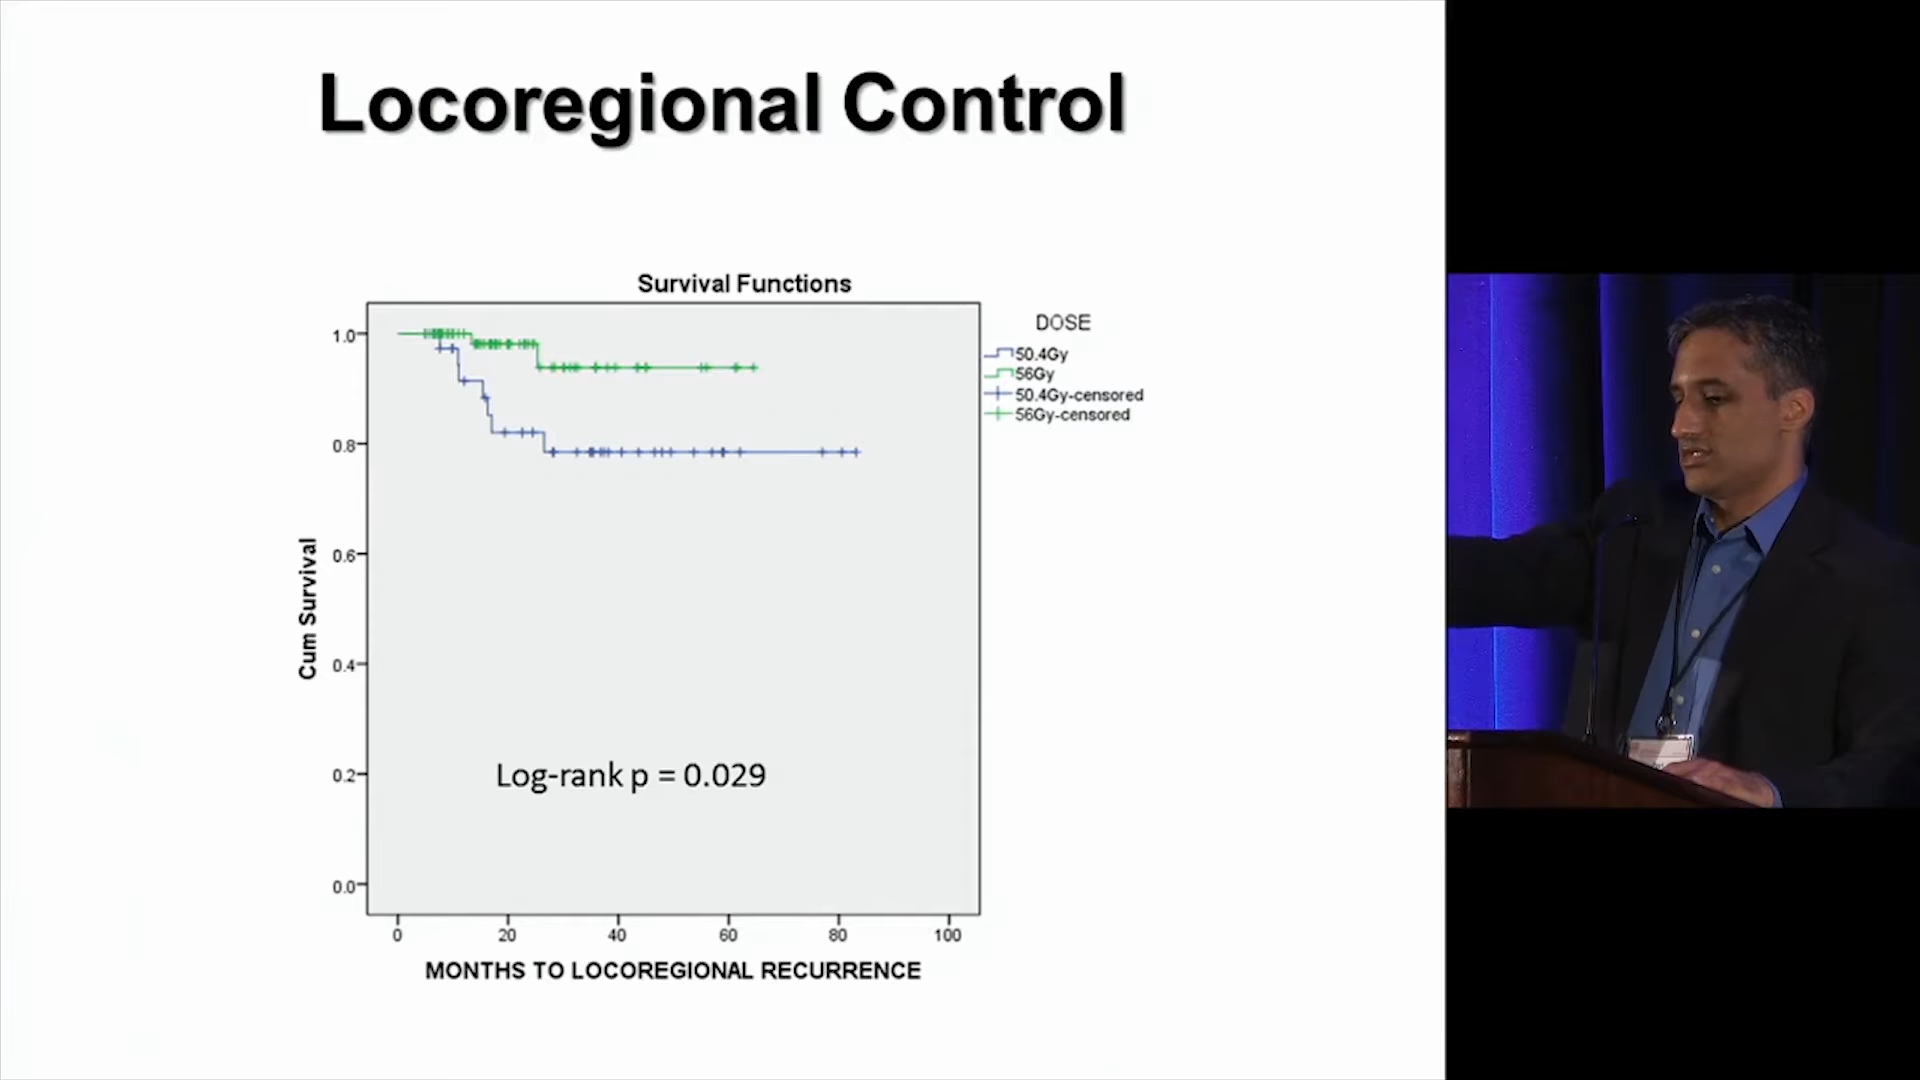 Locoregional Control
Survival Functions
DOSE
50.4Gy
56Gy
50.4Gy-censored
56Gy-censored
Cum Survival
1.0
0.8
0.6
0.4
0.2
0.0
Log-rank p = 0.029
0 20 40 60 80 100
MONTHS TO LOCOREGIONAL RECURRENCE